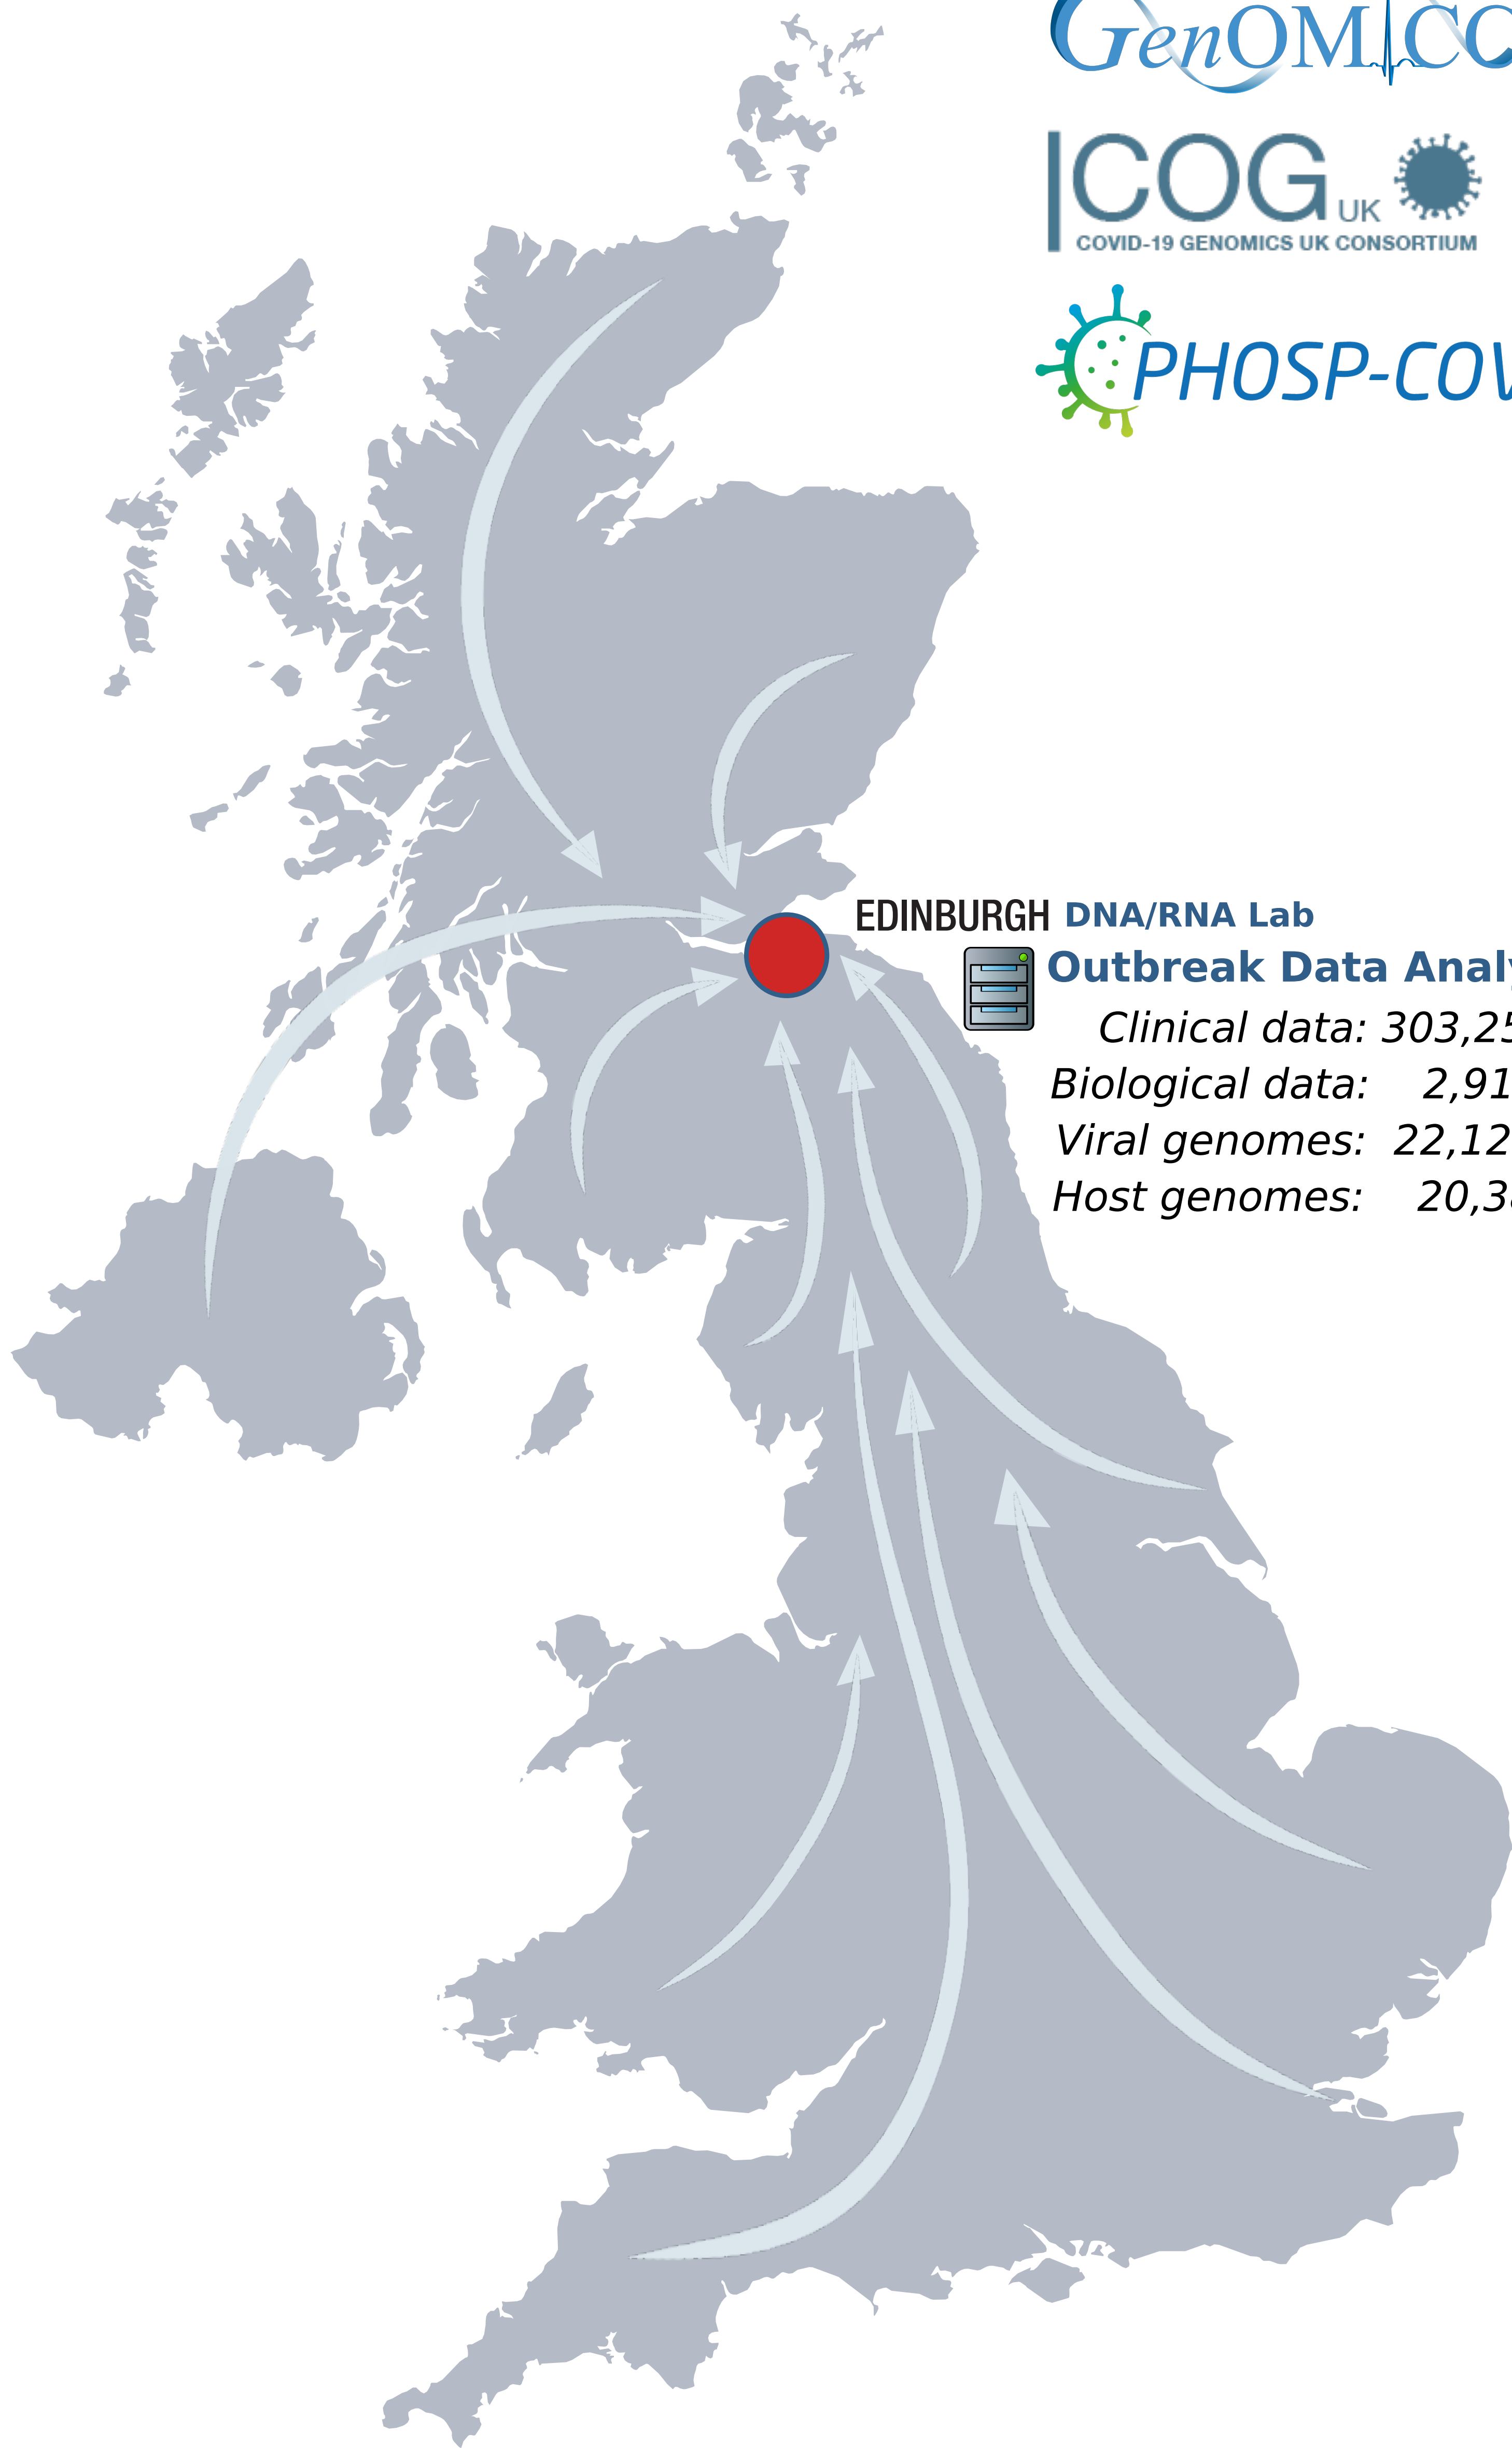 GenOMICC
COG UK
COVID-19 GENOMICS UK CONSORTIUM
PHOSP-COV
EDINBURGH DNA/RNA Lab
Outbreak Data Analy
Clinical data: 303,25
Biological data: 2,91
Viral genomes: 22,12
Host genomes: 20,3